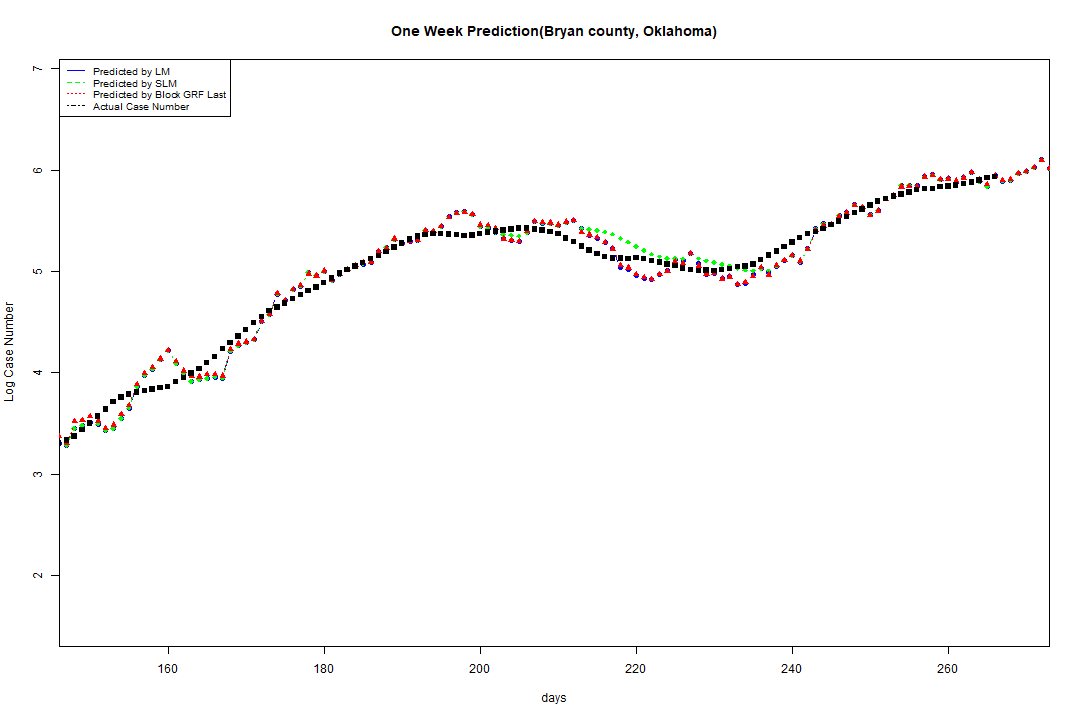 One Week Prediction(Bryan county, Oklahoma)
Predicted by LM
Predicted by SLM
Predicted by Block GRF Last
Actual Case Number
7
6
5
4
3
2
Log Case Number
160 180 200 220 240 260
days